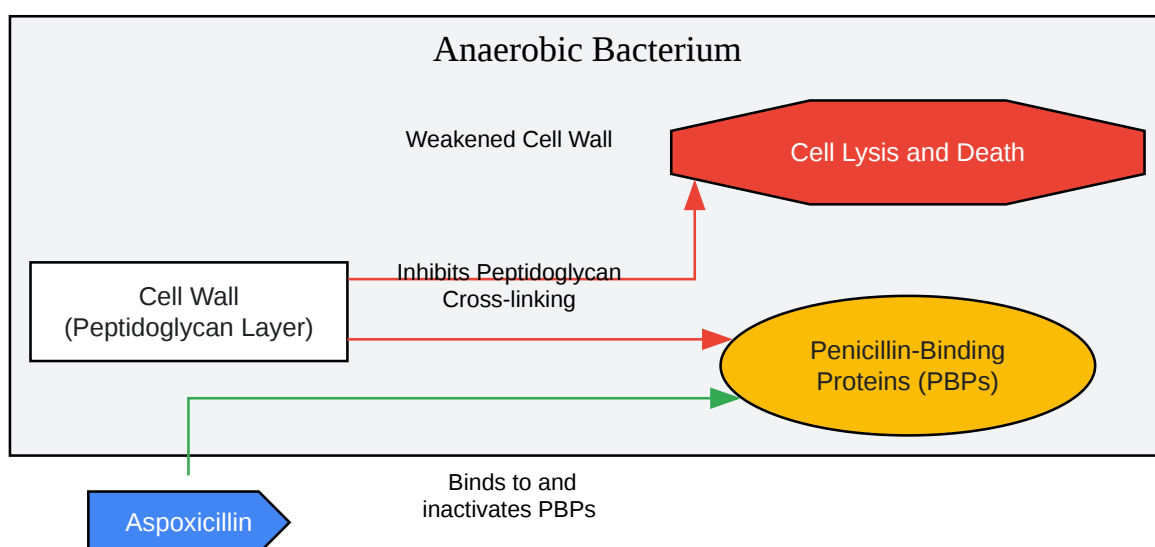 Anaerobic Bacterium
Weakened Cell Wall
Cell Lysis and Death
Inhibits Peptidoglycan
Cross-linking
Cell Wall
(Peptidoglycan Layer)
Penicillin-Binding
Proteins (PBPs)
Binds to and
inactivates PBPs
Aspoxicillin